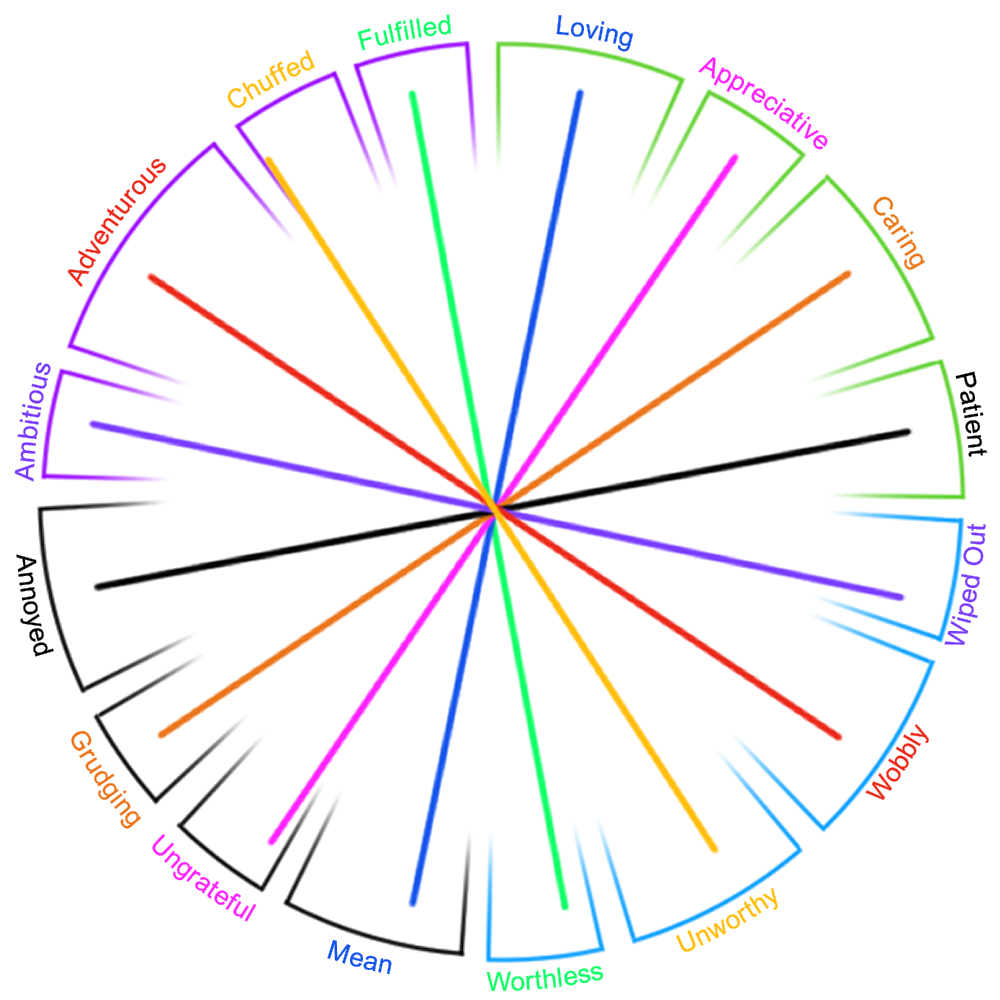 Fulfilled
Loving
Appreciative
Caring
Patient
Wiped Out
Wobbly
Unworthy
Worthless
Mean
Ungrateful
Grudging
Annoyed
Ambitious
Adventurous
Chuffed